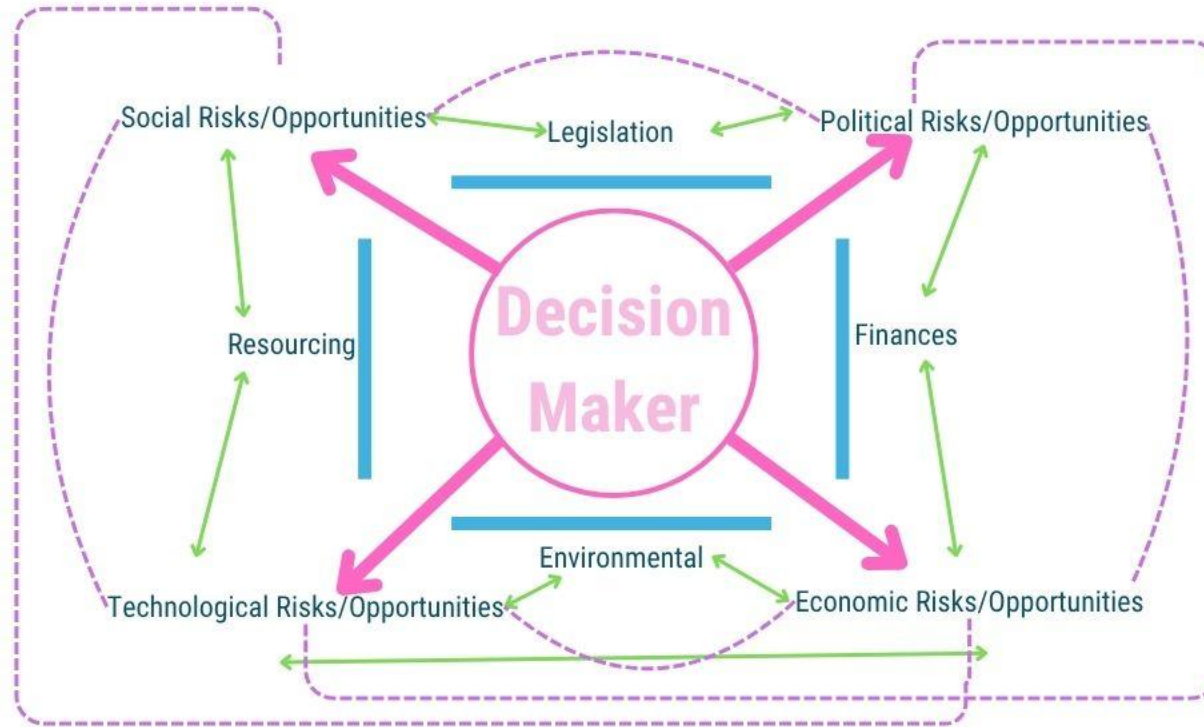 Social Risks/Opportunities
Legislation
Political Risks/Opportunities
Decision
Maker
Resourcing
Finances
Environmental
Technological Risks/Opportunities
Economic Risks/Opportunities